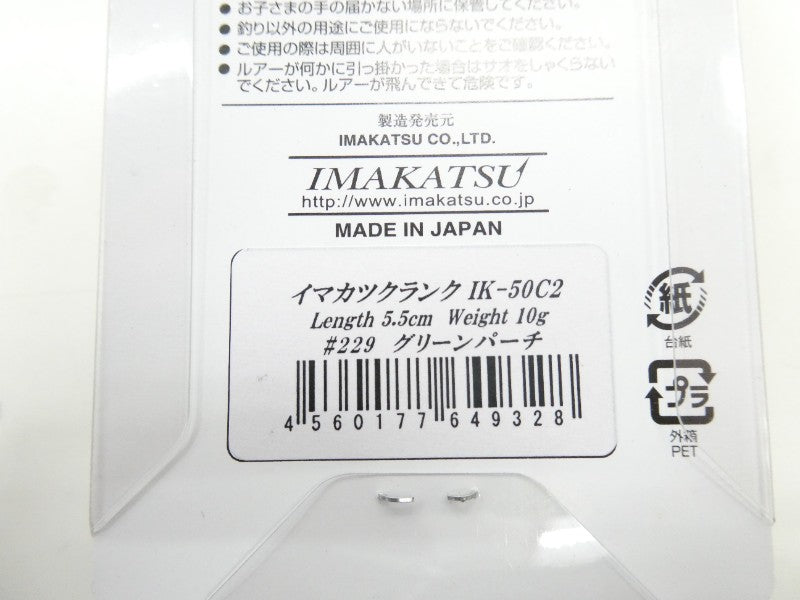 ● お子さまの手の届かない場所に保管してください。
● 釣り以外の用途にご使用にならないでください。
● ご使用の際は周囲に人がいないことをご確認ください。
● ルアーが何かに引っ掛かった場合はサオをしゃくらない
でください。ルアーが飛んできて危険です。
製造発売元
IMAKATSU CO.,LTD.
IMAKATSU
http://www.imakatsu.co.jp
MADE IN JAPAN
イマカツクランク IK-50C2
Length 5.5cm Weight 10g
#229 グリーンパーチ
4 560177 649328
紙
台紙
プラ
外箱
PET